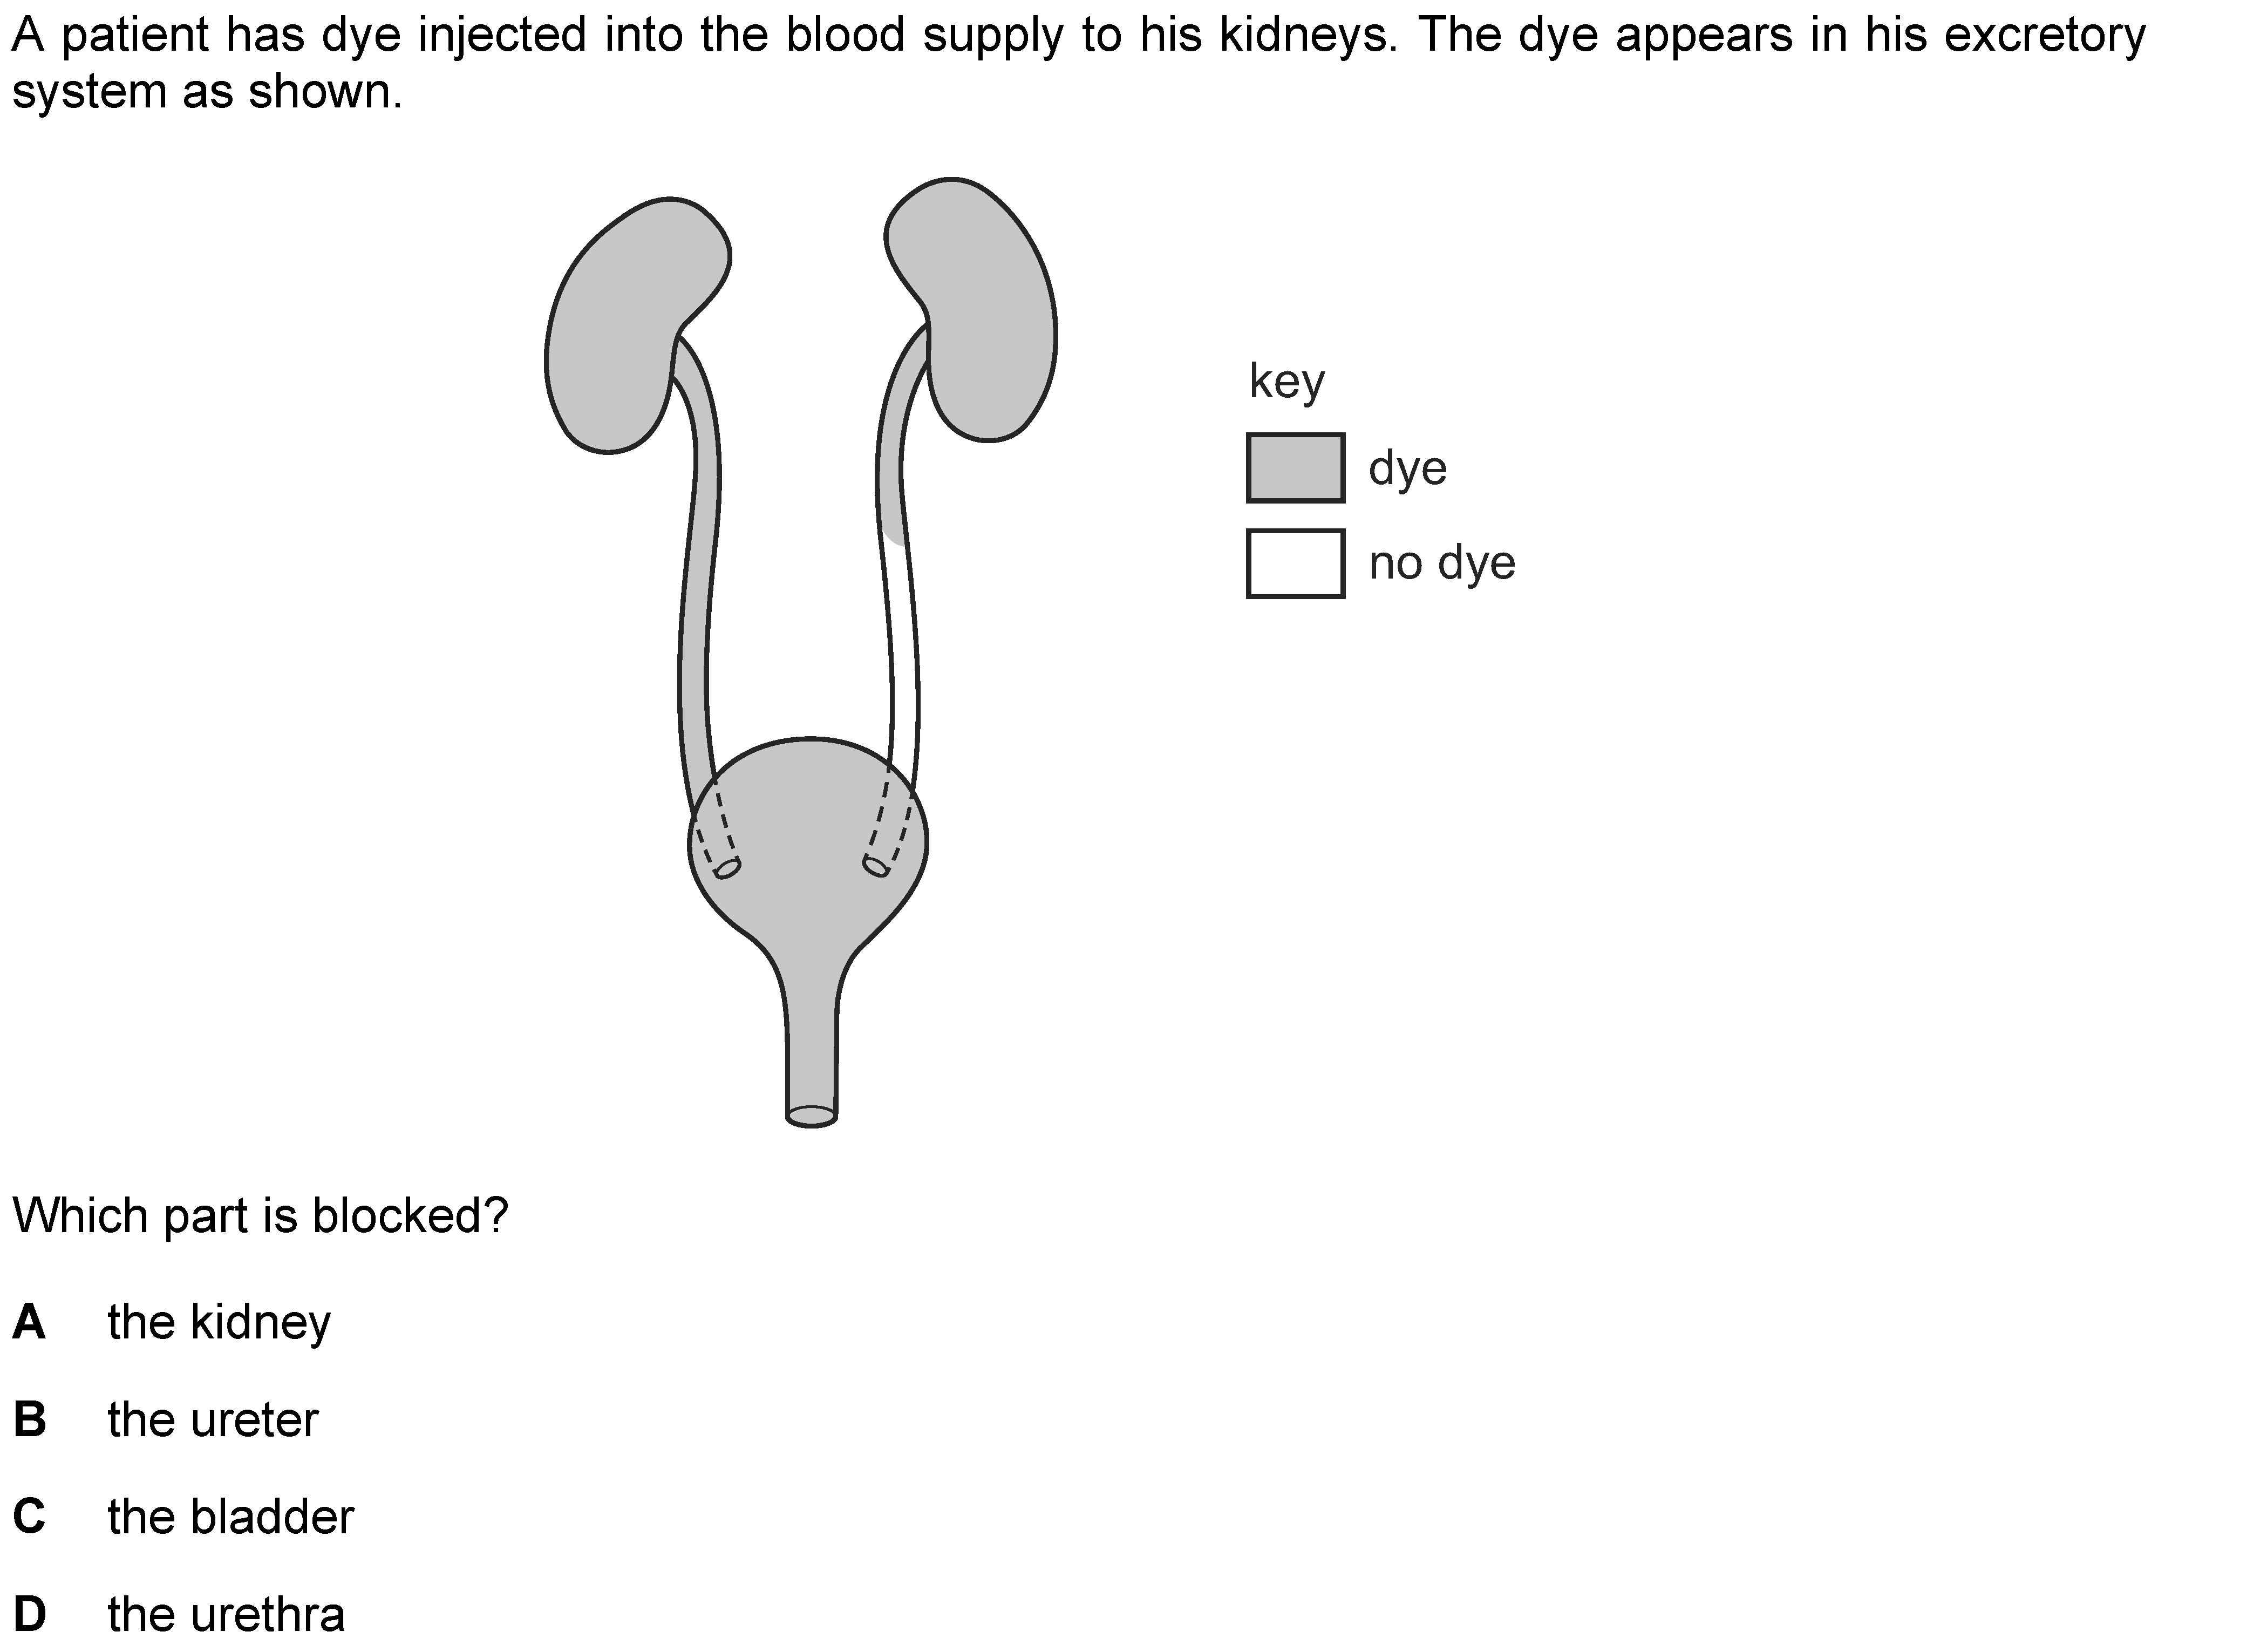 A patient has dye injected into the blood supply to his kidneys. The dye appears in his excretory
system as shown.
key
dye
no dye
Which part is blocked?
A the kidney
B the ureter
C the bladder
D the urethra